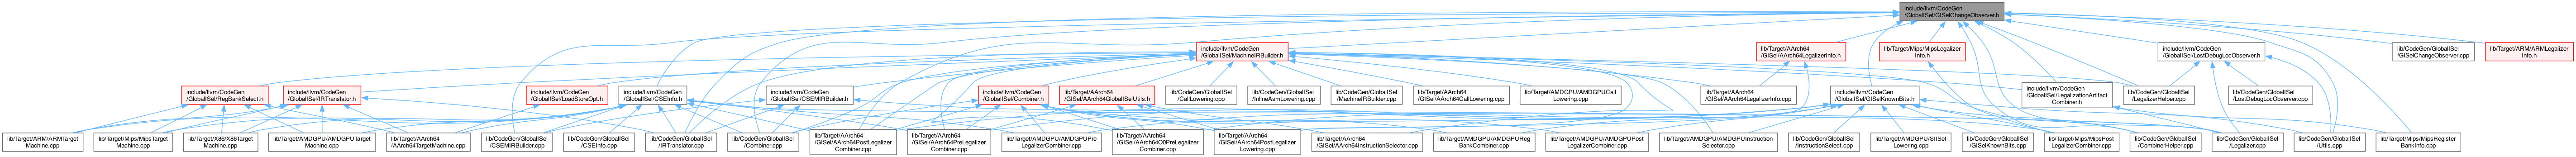 include/llvm/CodeGen
/GlobalISel/GISelChangeObserver.h
include/llvm/CodeGen
/GlobalISel/MachineIRBuilder.h
lib/Target/AArch64
/GISel/AArch64LegalizerInfo.h
lib/Target/Mips/MipsLegalizer
Info.h
include/llvm/CodeGen
/GlobalISel/LostDebugLocObserver.h
lib/CodeGen/GlobalISel
/GISelChangeObserver.cpp
lib/Target/ARM/ARMLegalizer
Info.h
include/llvm/CodeGen
/GlobalISel/RegBankSelect.h
include/llvm/CodeGen
/GlobalISel/IRTranslator.h
include/llvm/CodeGen
/GlobalISel/LoadStoreOpt.h
include/llvm/CodeGen
/GlobalISel/CSEInfo.h
include/llvm/CodeGen
/GlobalISel/CSEMIRBuilder.h
include/llvm/CodeGen
/GlobalISel/Combiner.h
lib/Target/AArch64
/GISel/AArch64GlobalISelUtils.h
lib/CodeGen/GlobalISel
/CallLowering.cpp
lib/CodeGen/GlobalISel
/InlineAsmLowering.cpp
lib/CodeGen/GlobalISel
/MachineIRBuilder.cpp
lib/Target/AArch64
/GISel/AArch64CallLowering.cpp
lib/Target/AMDGPU/AMDGPUCall
Lowering.cpp
lib/Target/AArch64
/GISel/AArch64LegalizerInfo.cpp
include/llvm/CodeGen
/GlobalISel/GISelKnownBits.h
include/llvm/CodeGen
/GlobalISel/LegalizationArtifact
Combiner.h
lib/CodeGen/GlobalISel
/LegalizerHelper.cpp
lib/CodeGen/GlobalISel
/LostDebugLocObserver.cpp
lib/Target/ARM/ARMTarget
Machine.cpp
lib/Target/Mips/MipsTarget
Machine.cpp
lib/Target/X86/X86Target
Machine.cpp
lib/Target/AMDGPU/AMDGPUTarget
Machine.cpp
lib/Target/AArch64
/AArch64TargetMachine.cpp
lib/CodeGen/GlobalISel
/CSEMIRBuilder.cpp
lib/CodeGen/GlobalISel
/CSEInfo.cpp
lib/CodeGen/GlobalISel
/IRTranslator.cpp
lib/CodeGen/GlobalISel
/Combiner.cpp
lib/Target/AArch64
/GISel/AArch64PostLegalizer
Combiner.cpp
lib/Target/AArch64
/GISel/AArch64PreLegalizer
Combiner.cpp
lib/Target/AMDGPU/AMDGPUPre
LegalizerCombiner.cpp
lib/Target/AArch64
/GISel/AArch64O0PreLegalizer
Combiner.cpp
lib/Target/AArch64
/GISel/AArch64PostLegalizer
Lowering.cpp
lib/Target/AArch64
/GISel/AArch64InstructionSelector.cpp
lib/Target/AMDGPU/AMDGPUReg
BankCombiner.cpp
lib/Target/AMDGPU/AMDGPUPost
LegalizerCombiner.cpp
lib/Target/AMDGPU/AMDGPUInstruction
Selector.cpp
lib/CodeGen/GlobalISel
/InstructionSelect.cpp
lib/Target/AMDGPU/SIISel
Lowering.cpp
lib/CodeGen/GlobalISel
/GISelKnownBits.cpp
lib/Target/Mips/MipsPost
LegalizerCombiner.cpp
lib/CodeGen/GlobalISel
/CombinerHelper.cpp
lib/CodeGen/GlobalISel
/Legalizer.cpp
lib/CodeGen/GlobalISel
/Utils.cpp
lib/Target/Mips/MipsRegister
BankInfo.cpp